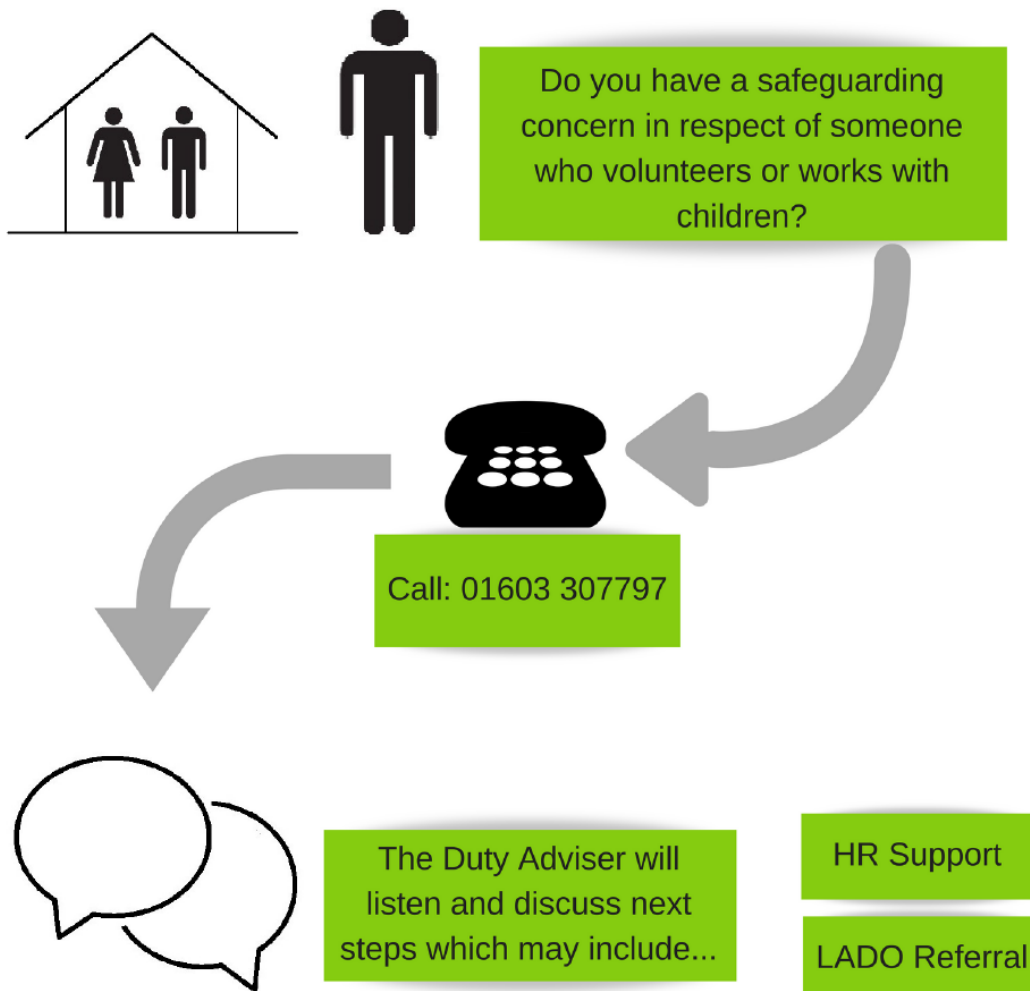 Do you have a safeguarding
concern in respect of someone
who volunteers or works with
children?
Call: 01603 307797
The Duty Adviser will
listen and discuss next
steps which may include...
HR Support
LADO Referral